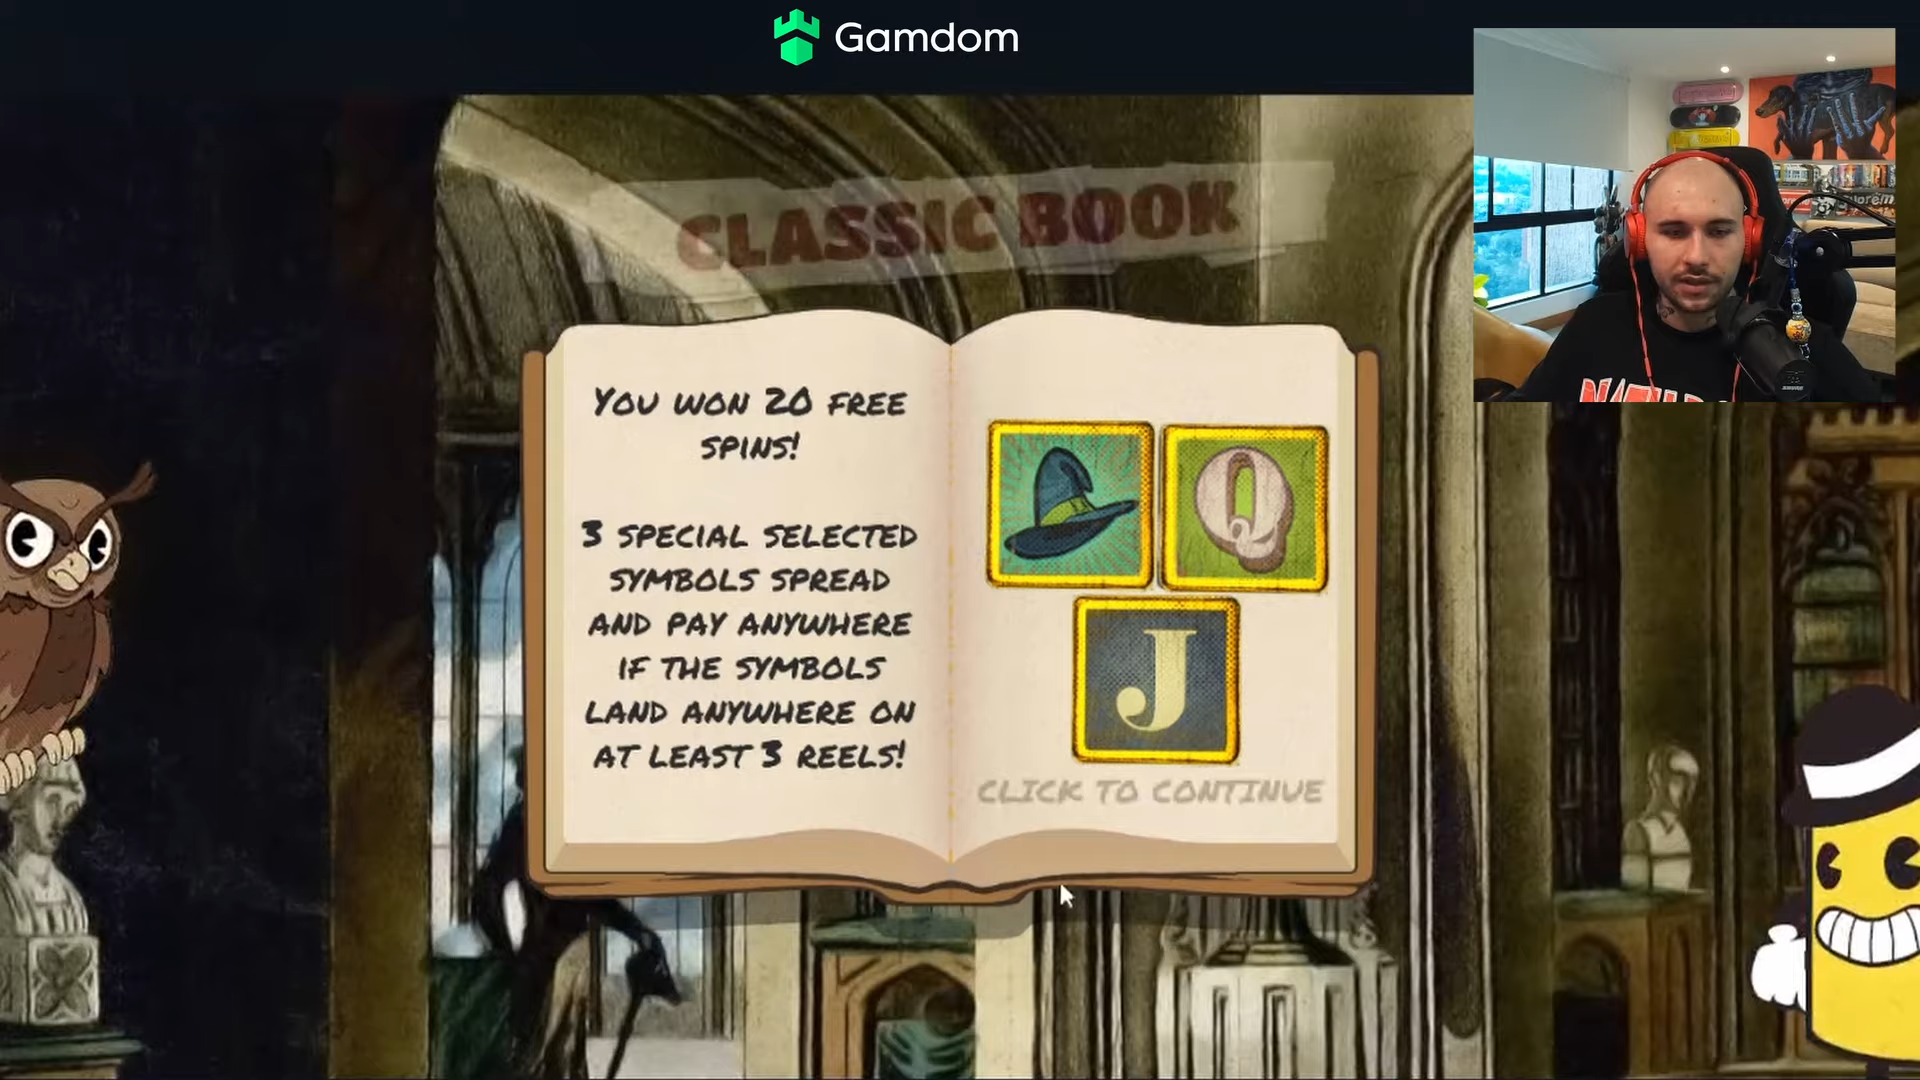 Gamdom
CLASSIC BOOK
YOU WON 20 FREE
SPINS!
3 SPECIAL SELECTED
SYMBOLS SPREAD
AND PAY ANYWHERE
IF THE SYMBOLS
LAND ANYWHERE ON
AT LEAST 3 REELS!
Q
J
CLICK TO CONTINUE